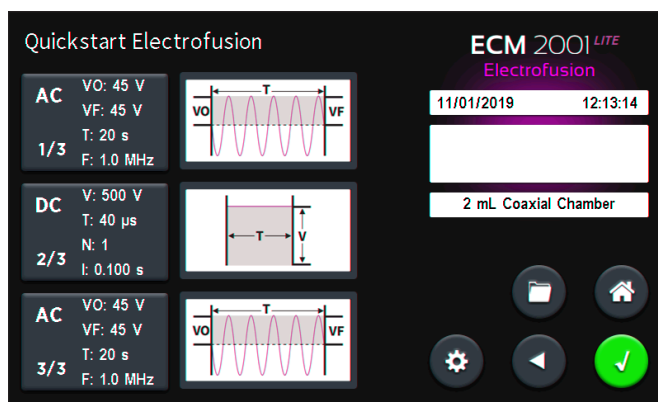 Quickstart Electrofusion
ECM 2001 LITE
Electrofusion
11/01/2019 12:13:14
2 mL Coaxial Chamber
AC
1/3
VO: 45 V
VF: 45 V
T: 20 s
F: 1.0 MHz
T
VO
VF
DC
2/3
V: 500 V
T: 40 µs
N: 1
I: 0.100 s
T
V
AC
3/3
VO: 45 V
VF: 45 V
T: 20 s
F: 1.0 MHz
T
VO
VF